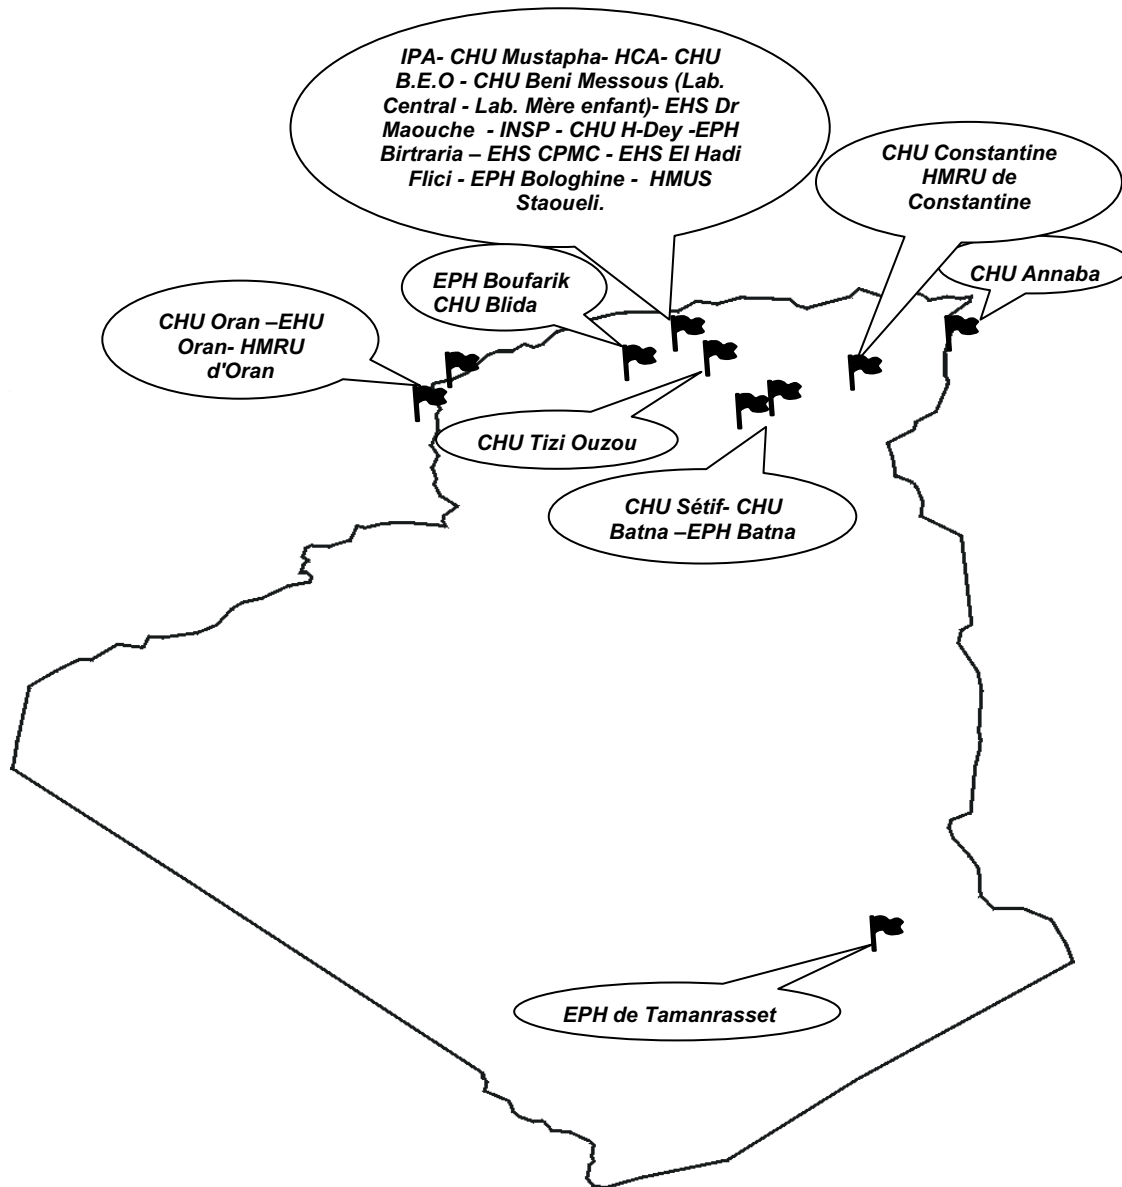 IPA- CHU Mustapha- HCA- CHU
B.E.O - CHU Beni Messous (Lab.
Central - Lab. Mère enfant)- EHS Dr
Maouche - INSP - CHU H-Dey -EPH
Birtraria – EHS CPMC - EHS El Hadi
Flici - EPH Bologhine - HMUS
Staoueli.
CHU Constantine
HMRU de
Constantine
CHU Annaba
EPH Boufarik
CHU Blida
CHU Oran –EHU
Oran- HMRU
d'Oran
CHU Tizi Ouzou
CHU Sétif- CHU
Batna –EPH Batna
EPH de Tamanrasset